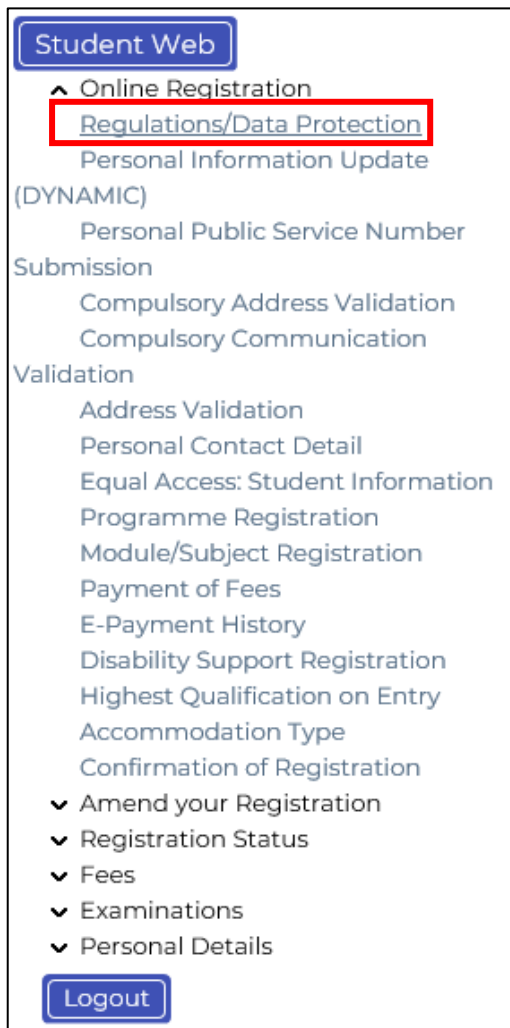 Student Web
Online Registration
Regulations/Data Protection
Personal Information Update
(DYNAMIC)
Personal Public Service Number
Submission
Compulsory Address Validation
Compulsory Communication
Validation
Address Validation
Personal Contact Detail
Equal Access: Student Information
Programme Registration
Module/Subject Registration
Payment of Fees
E-Payment History
Disability Support Registration
Highest Qualification on Entry
Accommodation Type
Confirmation of Registration
Amend your Registration
Registration Status
Fees
Examinations
Personal Details
Logout